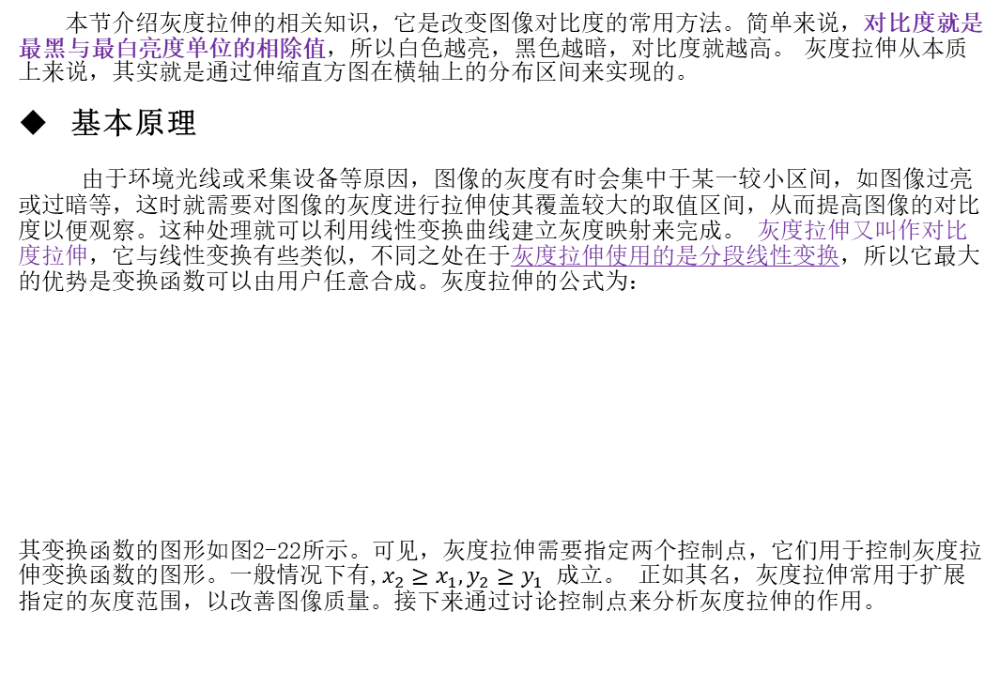 本节介绍灰度拉伸的相关知识，它是改变图像对比度的常用方法。简单来说，对比度就是
最黑与最白亮度单位的相除值，所以白色越亮，黑色越暗，对比度就越高。 灰度拉伸从本质
上来说，其实就是通过伸缩直方图在横轴上的分布区间来实现的。
◆ 基本原理
由于环境光线或采集设备等原因，图像的灰度有时会集中于某一较小区间，如图像过亮
或过暗等，这时就需要对图像的灰度进行拉伸使其覆盖较大的取值区间，从而提高图像的对比
度以便观察。这种处理就可以利用线性变换曲线建立灰度映射来完成。 灰度拉伸又叫作对比
度拉伸，它与线性变换有些类似，不同之处在于灰度拉伸使用的是分段线性变换，所以它最大
的优势是变换函数可以由用户任意合成。灰度拉伸的公式为：
其变换函数的图形如图2-22所示。可见，灰度拉伸需要指定两个控制点，它们用于控制灰度拉
伸变换函数的图形。一般情况下有,x₂ ≥ x₁,y₂ ≥ y₁ 成立。 正如其名，灰度拉伸常用于扩展
指定的灰度范围，以改善图像质量。接下来通过讨论控制点来分析灰度拉伸的作用。